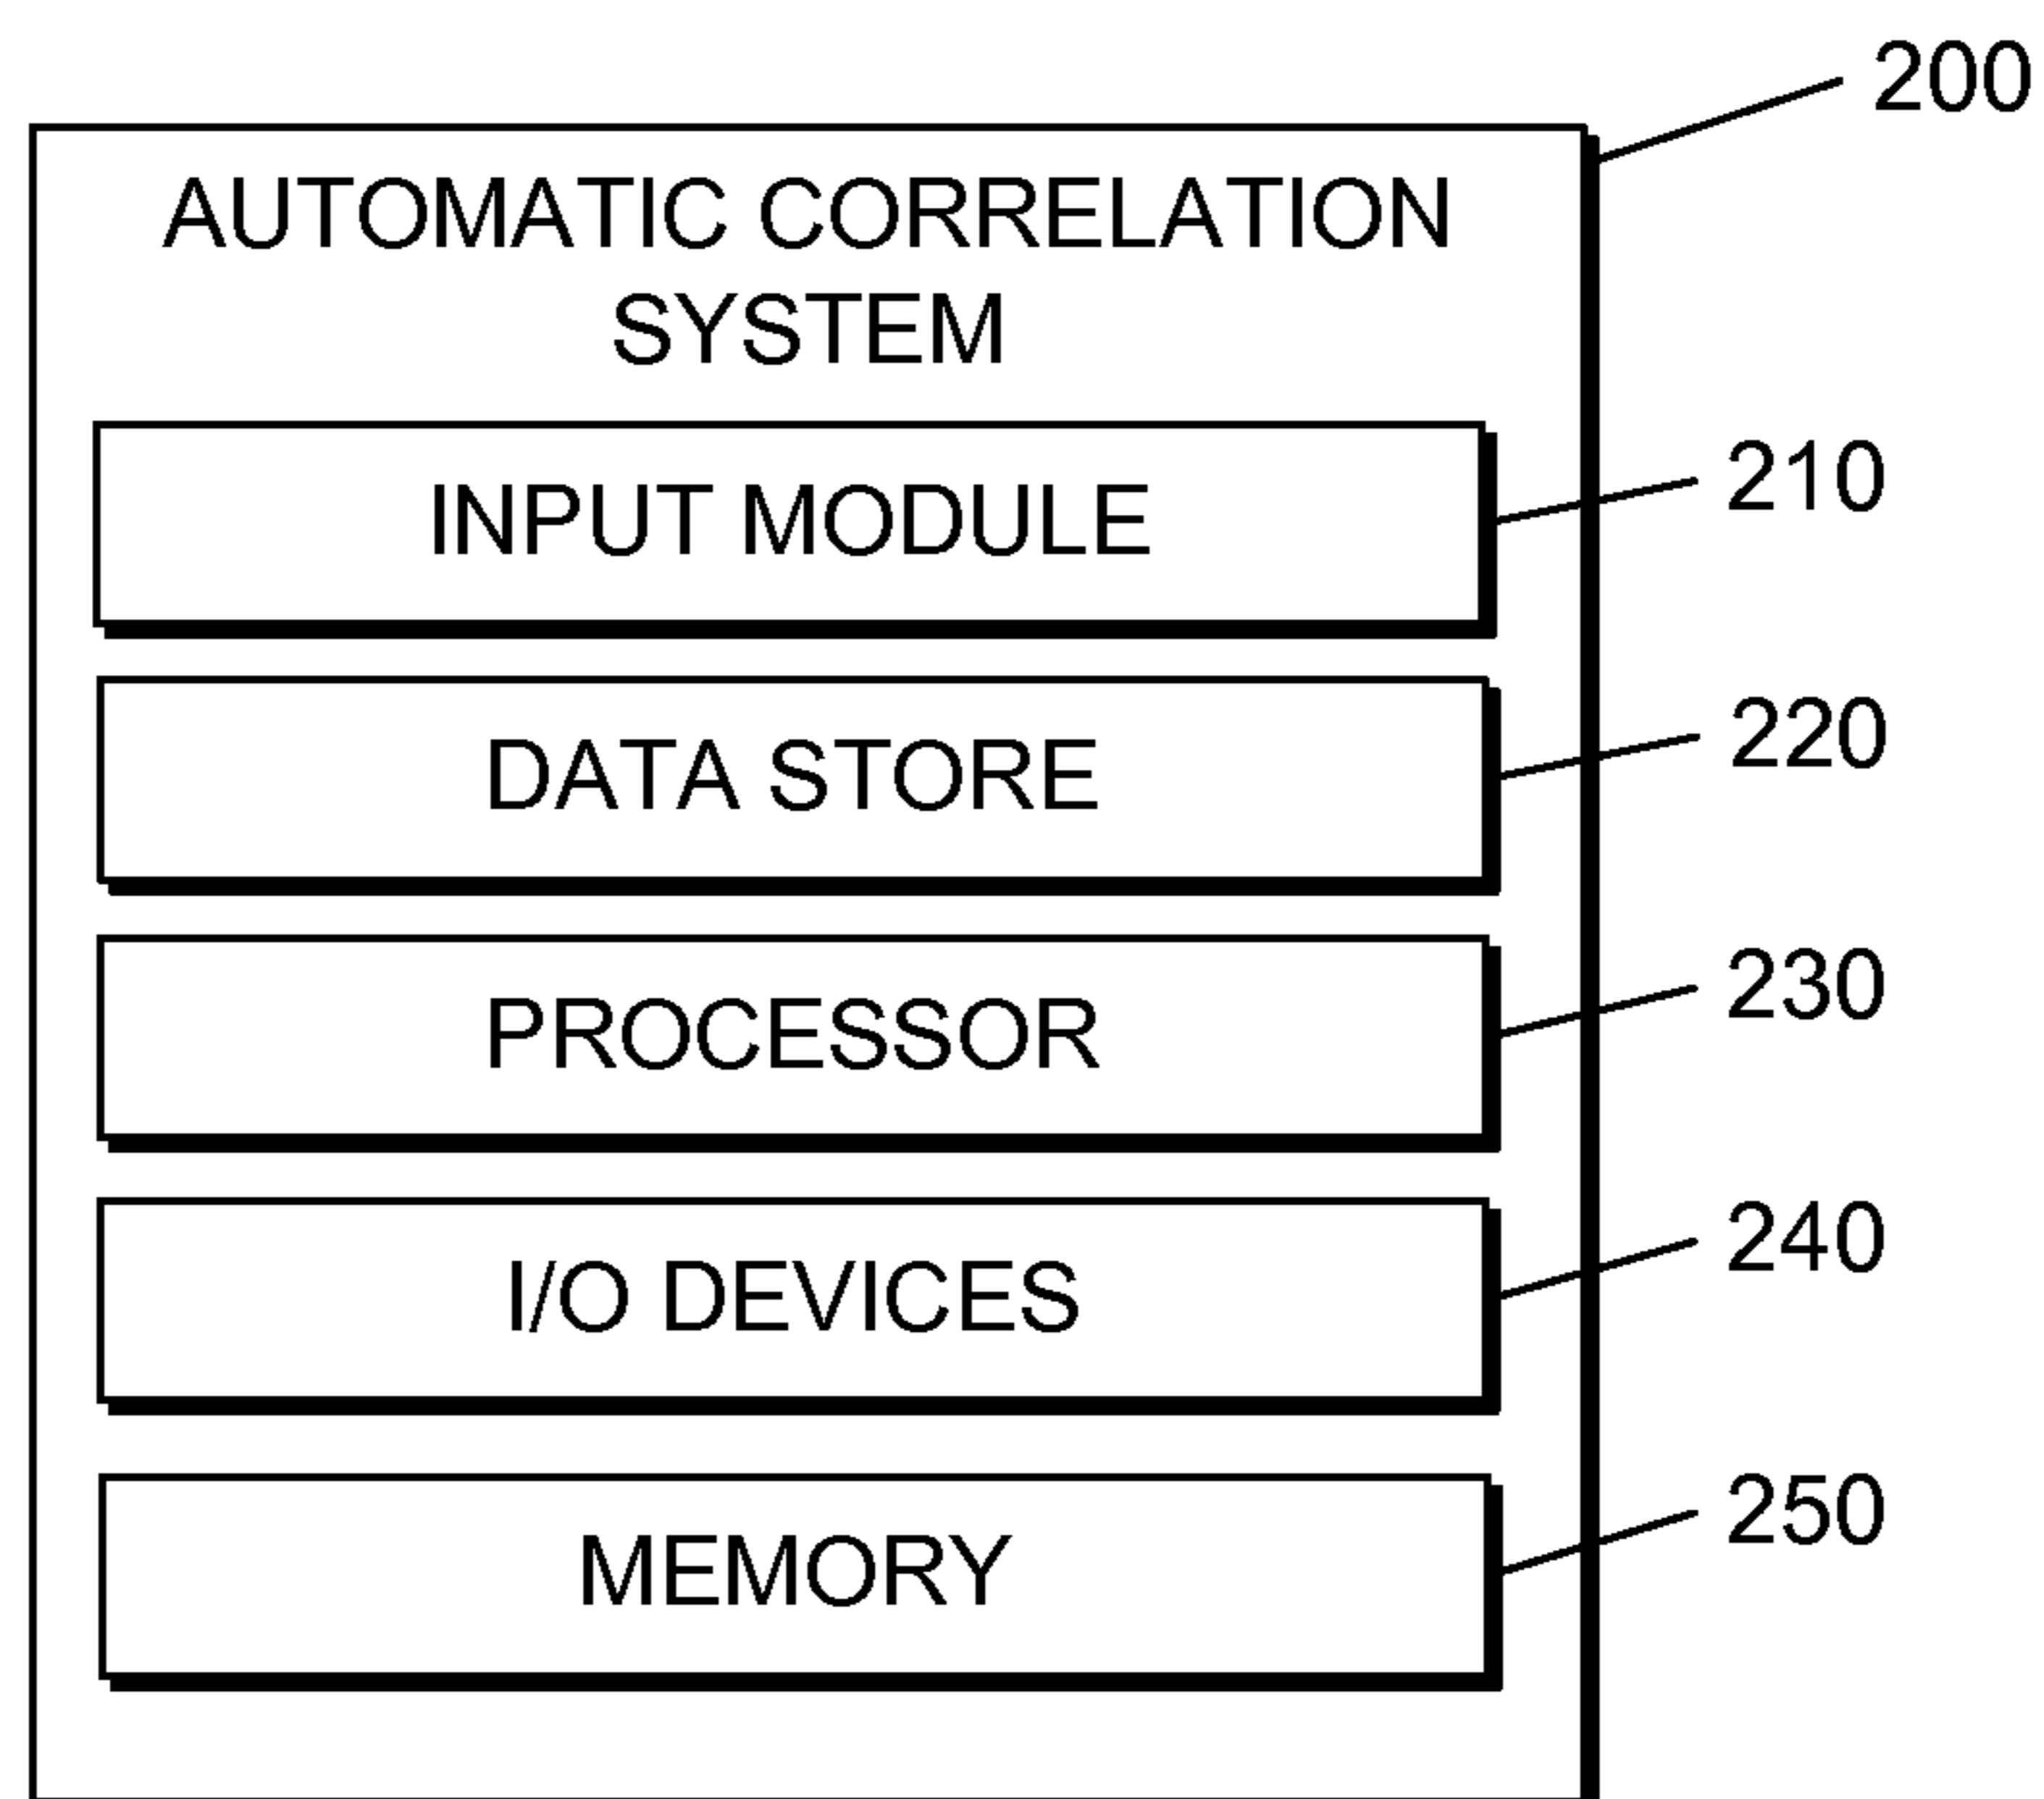 200
AUTOMATIC CORRELATION
SYSTEM
INPUT MODULE
210
DATA STORE
220
PROCESSOR
230
I/O DEVICES
240
MEMORY
250